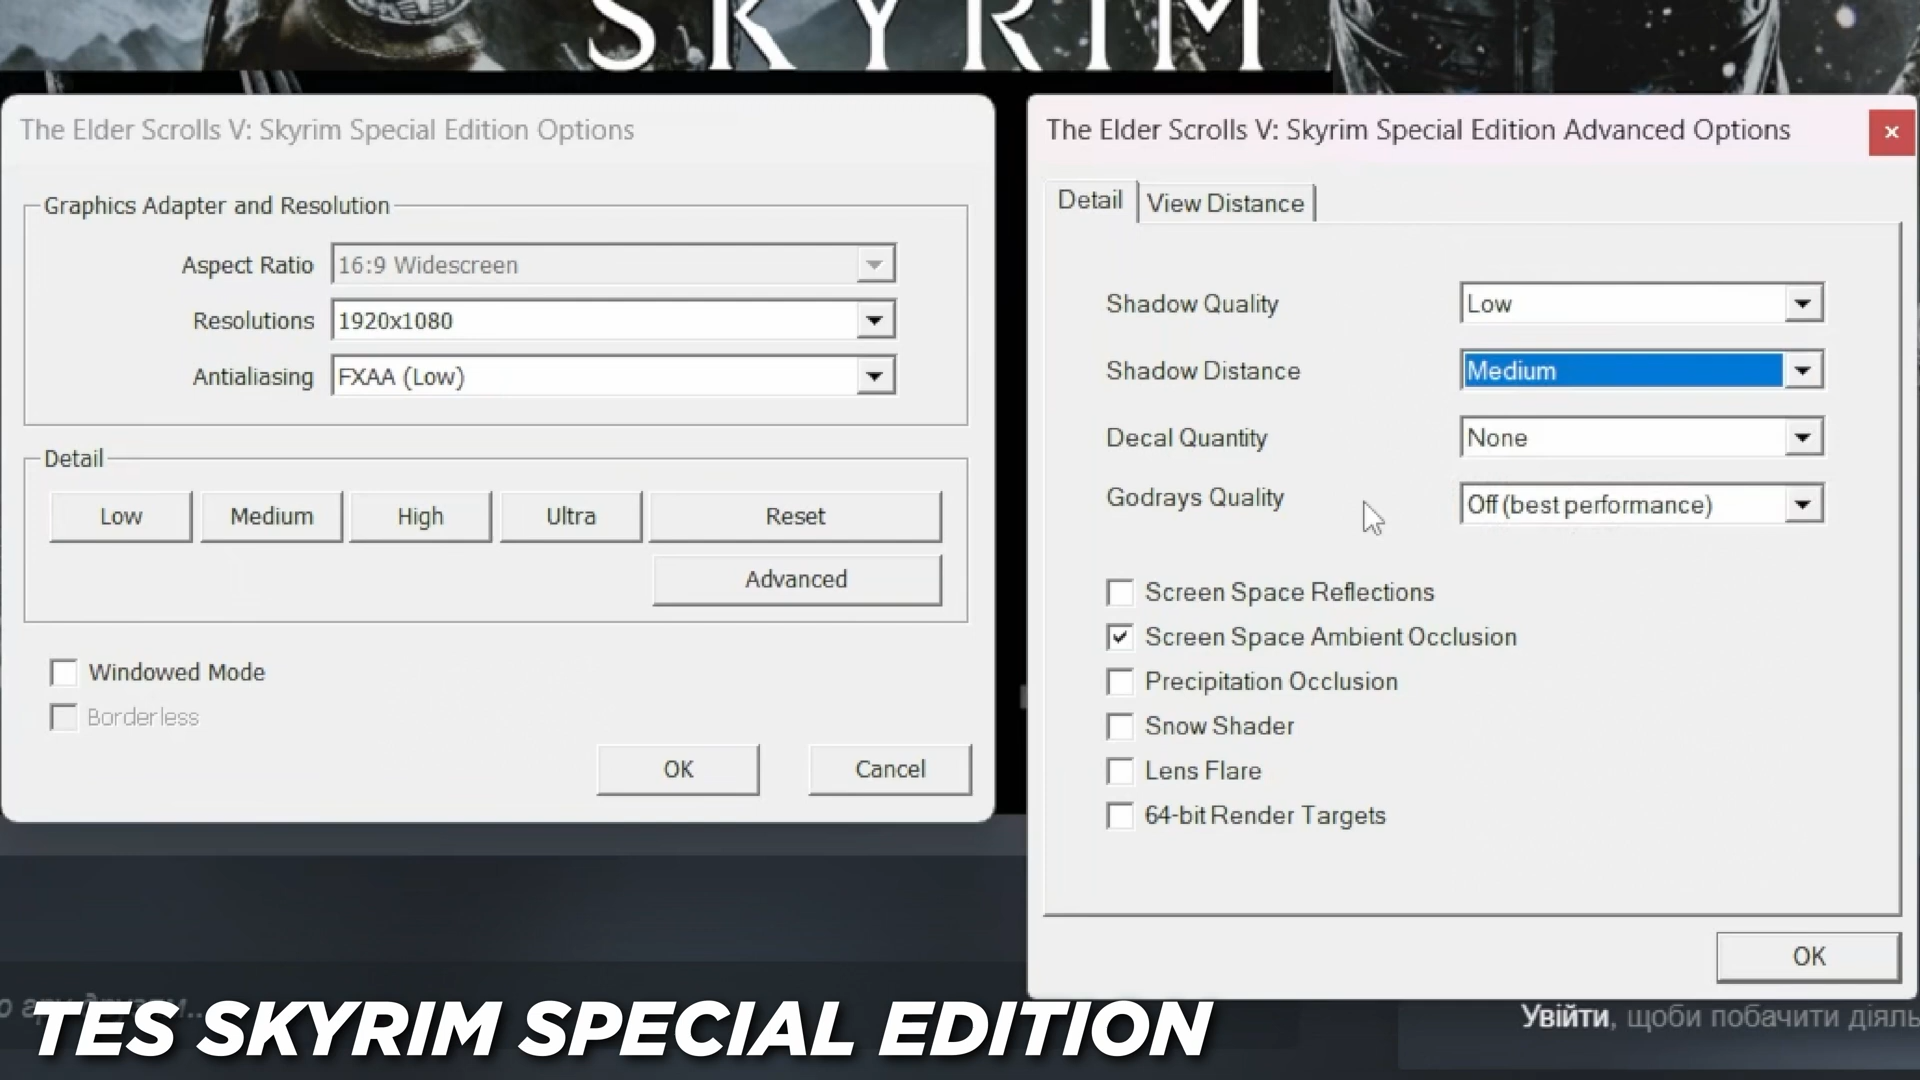 SKYRIM
The Elder Scrolls V: Skyrim Special Edition Options
Graphics Adapter and Resolution
Aspect Ratio 16:9 Widescreen
Resolutions 1920x1080
Antialiasing FXAA (Low)
Detail
Low Medium High Ultra Reset
Advanced
Windowed Mode
Borderless
OK Cancel
The Elder Scrolls V: Skyrim Special Edition Advanced Options
Detail View Distance
Shadow Quality Low
Shadow Distance Medium
Decal Quantity None
Godrays Quality Off (best performance)
Screen Space Reflections
Screen Space Ambient Occlusion
Precipitation Occlusion
Snow Shader
Lens Flare
64-bit Render Targets
OK
TES SKYRIM SPECIAL EDITION
Увійти, щоби побачити